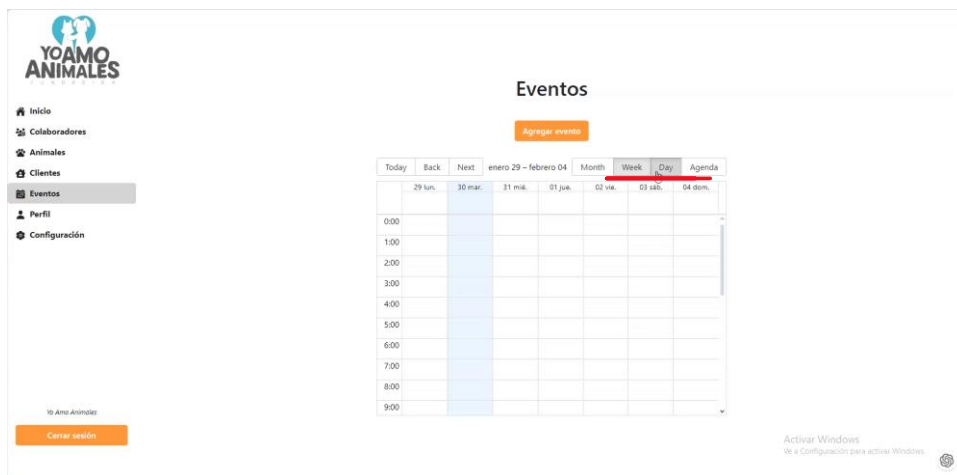 YO AMO
ANIMALES
FUNDACIÓN
Inicio
Colaboradores
Animales
Clientes
Eventos
Perfil
Configuración
Yo Amo Animales
Cerrar sesión
Eventos
Agregar evento
Today Back Next enero 29 – febrero 04 Month Week Day Agenda
29 lun. 30 mar. 31 mié. 01 jue. 02 vie. 03 sáb. 04 dom.
0:00
1:00
2:00
3:00
4:00
5:00
6:00
7:00
8:00
9:00
Activar Windows
Ve a Configuración para activar Windows.